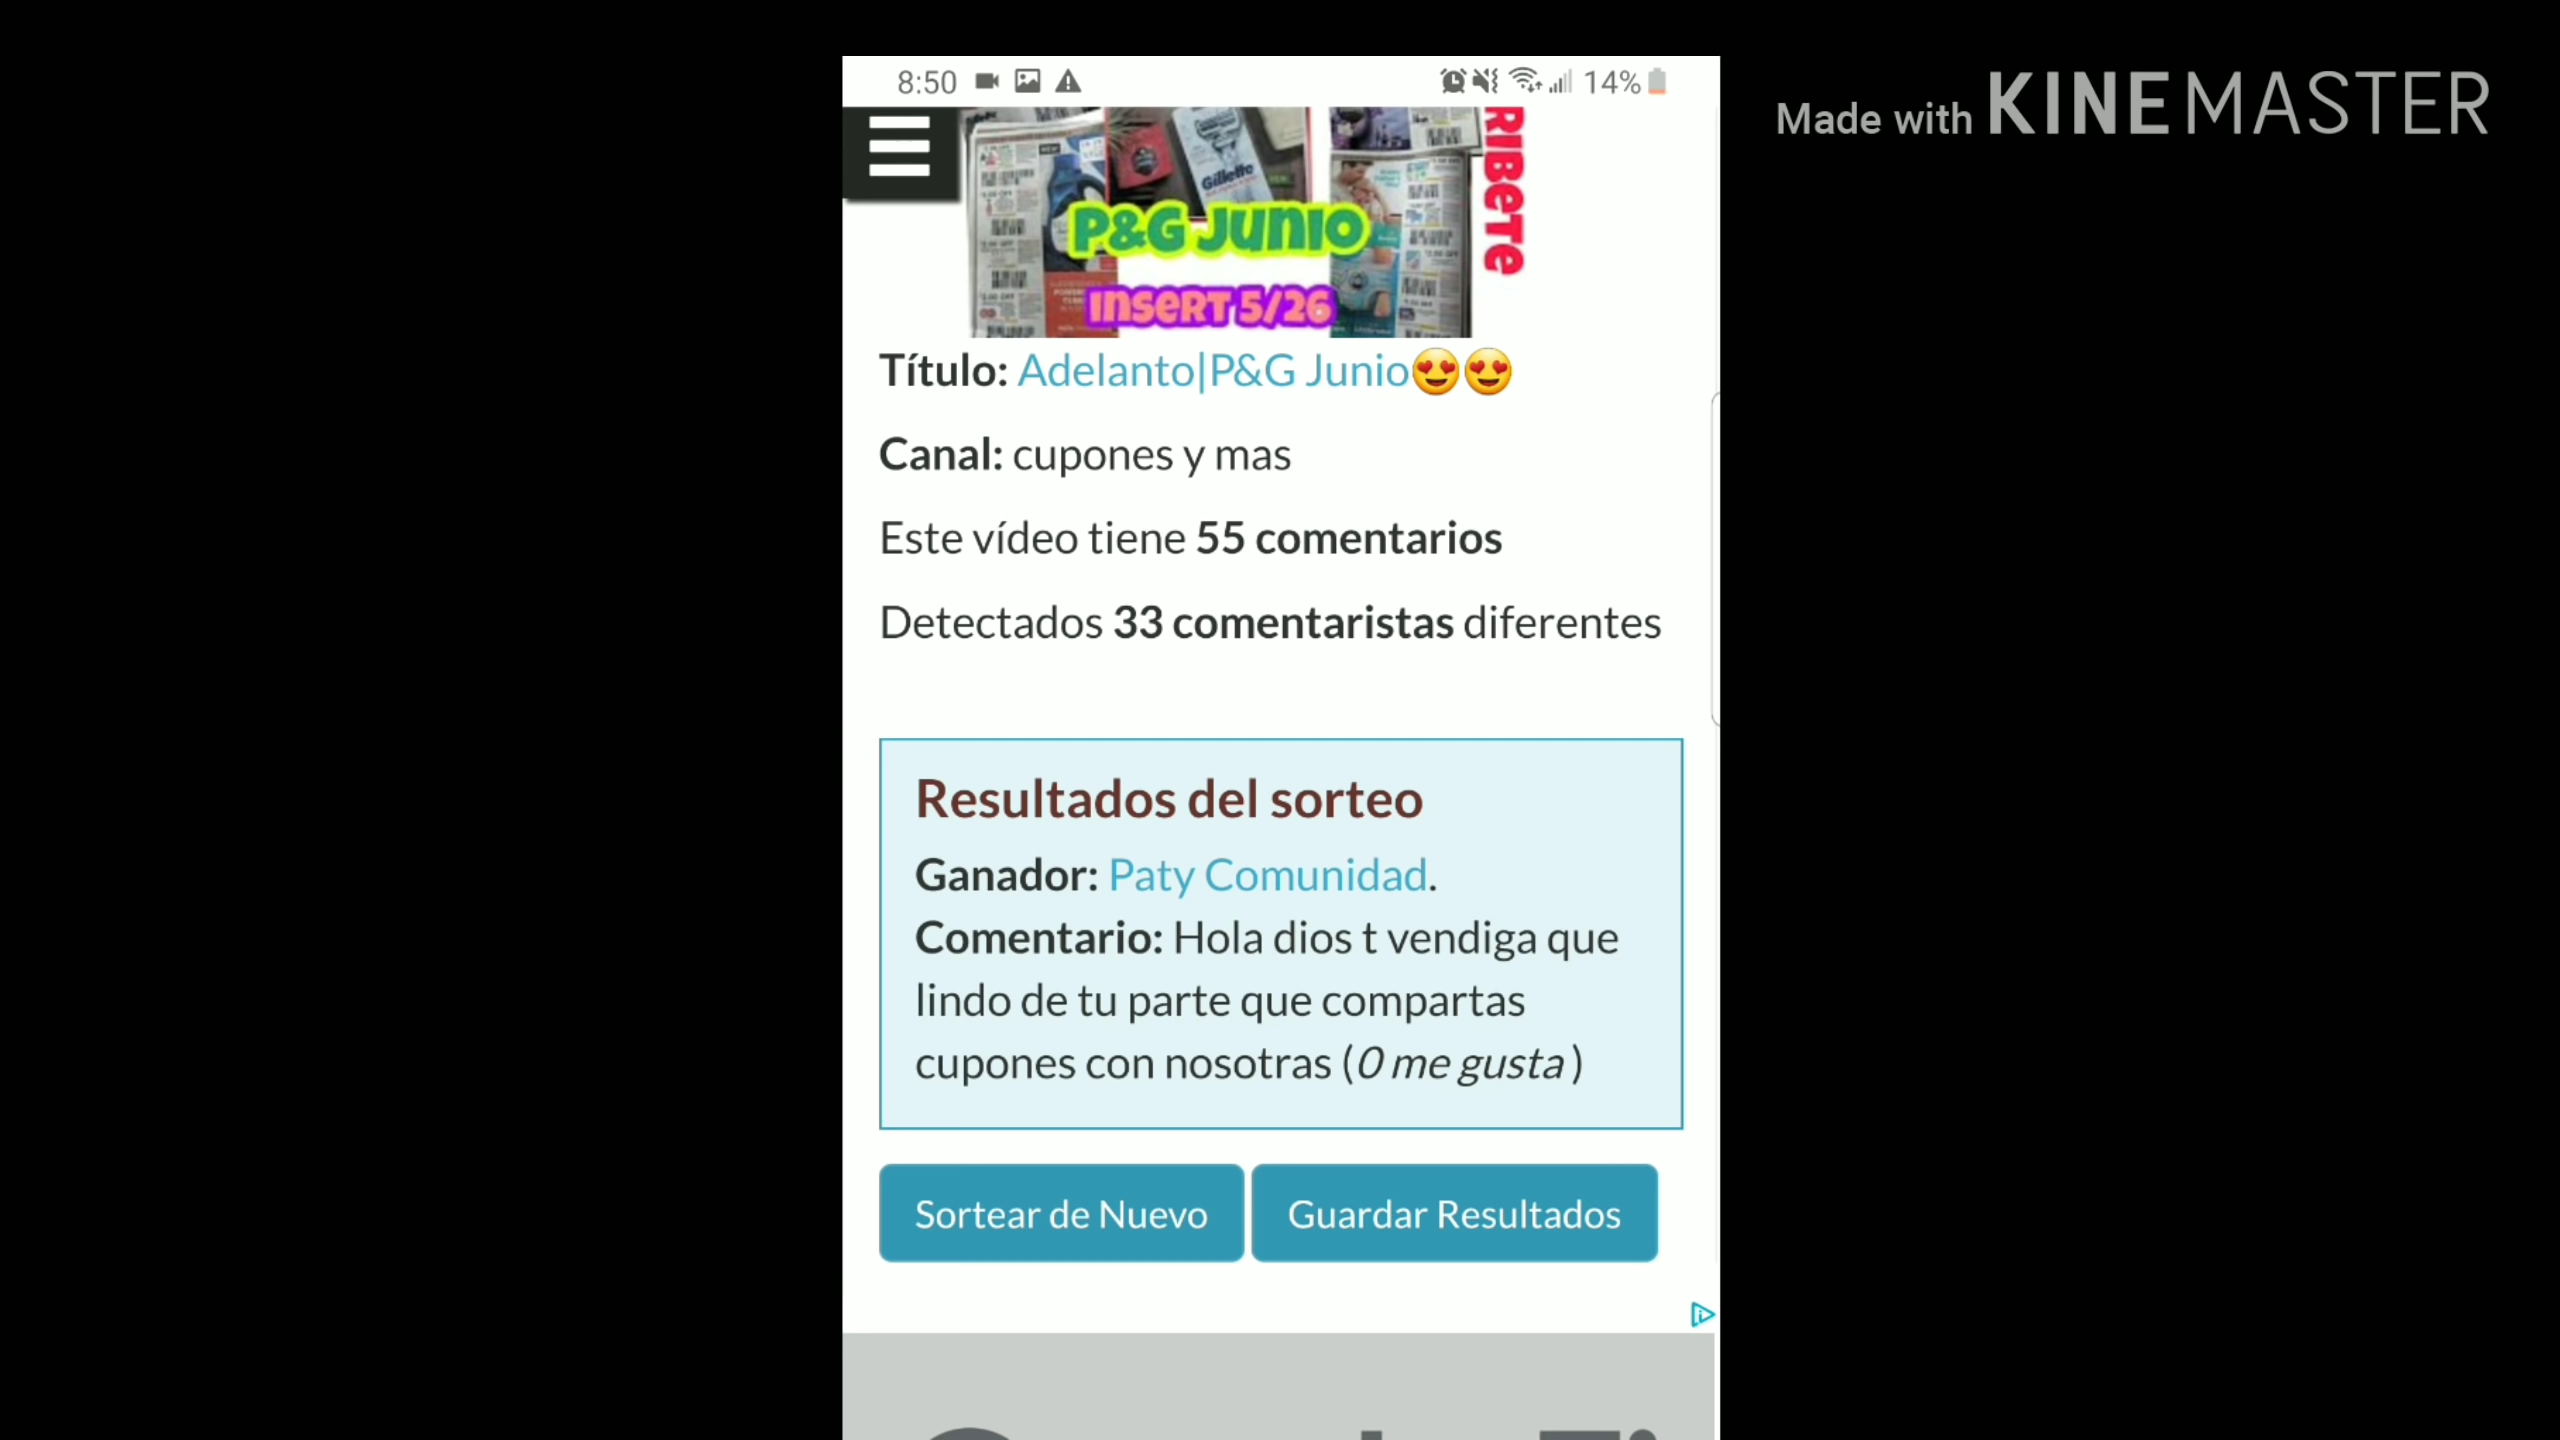 8:50
14%
Made with KINEMASTER
RIBETE
Gillette
P&G JUNIO
INSERT 5/26
Título: Adelanto|P&G Junio😍😍
Canal: cupones y mas
Este vídeo tiene 55 comentarios
Detectados 33 comentaristas diferentes
Resultados del sorteo
Ganador: Paty Comunidad.
Comentario: Hola dios t vendiga que
lindo de tu parte que compartas
cupones con nosotras (0 me gusta)
Sortear de Nuevo
Guardar Resultados